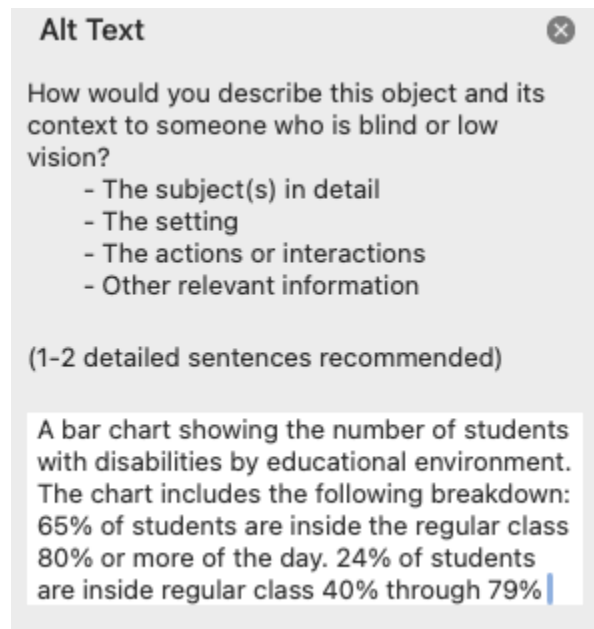 Alt Text
How would you describe this object and its
context to someone who is blind or low
vision?
- The subject(s) in detail
- The setting
- The actions or interactions
- Other relevant information
(1-2 detailed sentences recommended)
A bar chart showing the number of students
with disabilities by educational environment.
The chart includes the following breakdown:
65% of students are inside the regular class
80% or more of the day. 24% of students
are inside regular class 40% through 79%